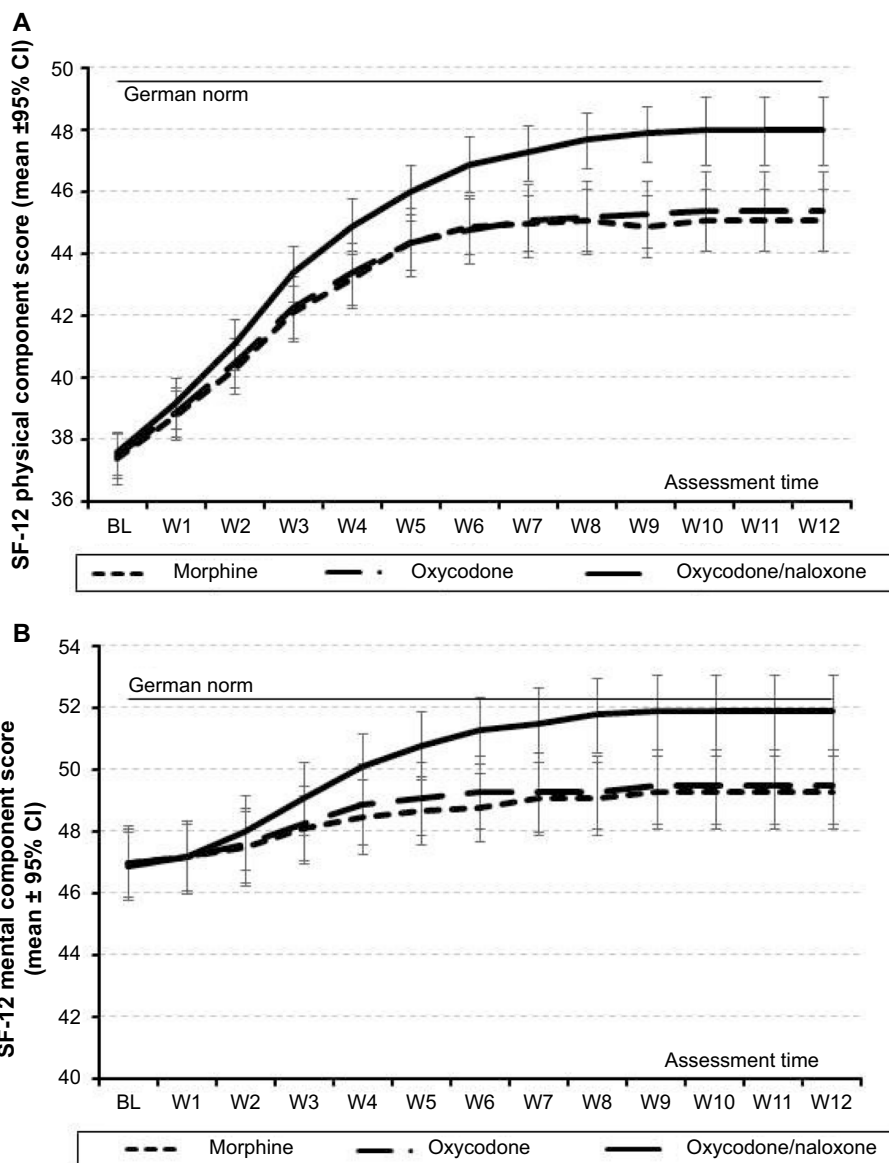 A
SF-12 physical component score (mean ±95% CI)
50
48
46
44
42
40
38
36
German norm
Assessment time
BL W1 W2 W3 W4 W5 W6 W7 W8 W9 W10 W11 W12
Morphine Oxycodone Oxycodone/naloxone
B
SF-12 mental component score
(mean ± 95% CI)
54
52
50
48
46
44
42
40
German norm
Assessment time
BL W1 W2 W3 W4 W5 W6 W7 W8 W9 W10 W11 W12
Morphine Oxycodone Oxycodone/naloxone